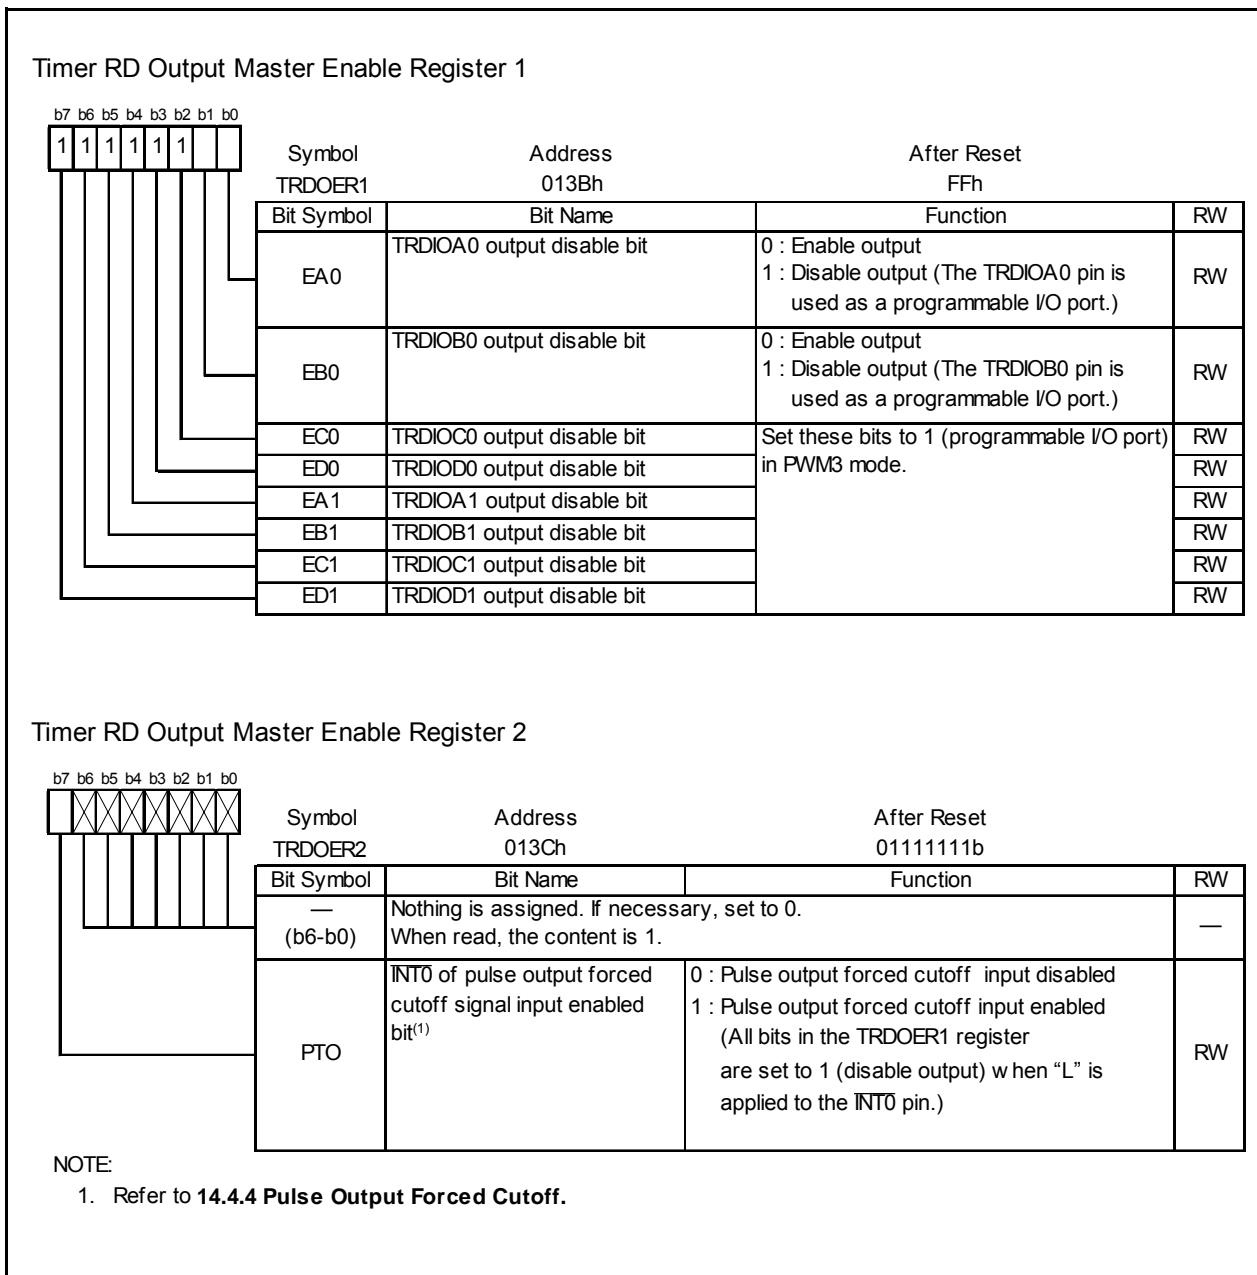 Timer RD Output Master Enable Register 1
b7 b6 b5 b4 b3 b2 b1 b0
1 1 1 1 1 1
Symbol Address After Reset
TRDOER1 013Bh FFh
Bit Symbol Bit Name Function RW
EA0 TRDIOA0 output disable bit 0 : Enable output
1 : Disable output (The TRDIOA0 pin is
used as a programmable I/O port.) RW
EB0 TRDIOB0 output disable bit 0 : Enable output
1 : Disable output (The TRDIOB0 pin is
used as a programmable I/O port.) RW
EC0 TRDIOC0 output disable bit Set these bits to 1 (programmable I/O port) RW
ED0 TRDIOD0 output disable bit in PWM3 mode. RW
EA1 TRDIOA1 output disable bit RW
EB1 TRDIOB1 output disable bit RW
EC1 TRDIOC1 output disable bit RW
ED1 TRDIOD1 output disable bit RW
Timer RD Output Master Enable Register 2
b7 b6 b5 b4 b3 b2 b1 b0
Symbol Address After Reset
TRDOER2 013Ch 01111111b
Bit Symbol Bit Name Function RW
— Nothing is assigned. If necessary, set to 0.
(b6-b0) When read, the content is 1. —
INT0 of pulse output forced 0 : Pulse output forced cutoff input disabled
cutoff signal input enabled 1 : Pulse output forced cutoff input enabled
bit(1) (All bits in the TRDOER1 register
PTO are set to 1 (disable output) when “L” is RW
applied to the INT0 pin.)
NOTE:
1. Refer to 14.4.4 Pulse Output Forced Cutoff.